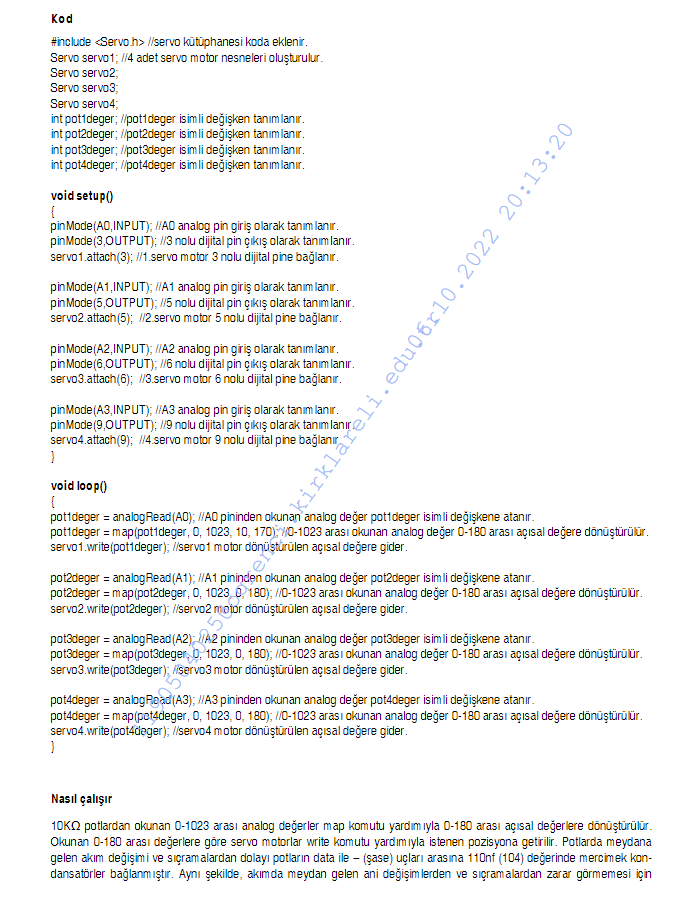 Kod
#include <Servo.h> //servo kütüphanesi koda eklenir.
Servo servo1; //4 adet servo motor nesneleri oluşturulur.
Servo servo2;
Servo servo3;
Servo servo4;
int pot1deger; //pot1deger isimli değişken tanımlanır.
int pot2deger; //pot2deger isimli değişken tanımlanır.
int pot3deger; //pot3deger isimli değişken tanımlanır.
int pot4deger; //pot4deger isimli değişken tanımlanır.
void setup()
{
pinMode(A0,INPUT); //A0 analog pin giriş olarak tanımlanır.
pinMode(3,OUTPUT); //3 nolu dijital pin çıkış olarak tanımlanır.
servo1.attach(3); //1.servo motor 3 nolu dijital pine bağlanır.
pinMode(A1,INPUT); //A1 analog pin giriş olarak tanımlanır.
pinMode(5,OUTPUT); //5 nolu dijital pin çıkış olarak tanımlanır.
servo2.attach(5); //2.servo motor 5 nolu dijital pine bağlanır.
pinMode(A2,INPUT); //A2 analog pin giriş olarak tanımlanır.
pinMode(6,OUTPUT); //6 nolu dijital pin çıkış olarak tanımlanır.
servo3.attach(6); //3.servo motor 6 nolu dijital pine bağlanır.
pinMode(A3,INPUT); //A3 analog pin giriş olarak tanımlanır.
pinMode(9,OUTPUT); //9 nolu dijital pin çıkış olarak tanımlanır.
servo4.attach(9); //4.servo motor 9 nolu dijital pine bağlanır.
}
void loop()
{
pot1deger = analogRead(A0); //A0 pininden okunan analog değer pot1deger isimli değişkene atanır.
pot1deger = map(pot1deger, 0, 1023, 10, 170); //0-1023 arası okunan analog değer 0-180 arası açısal değere dönüştürülür.
servo1.write(pot1deger); //servo1 motor dönüştürülen açısal değere gider.
pot2deger = analogRead(A1); //A1 pininden okunan analog değer pot2deger isimli değişkene atanır.
pot2deger = map(pot2deger, 0, 1023, 0, 180); //0-1023 arası okunan analog değer 0-180 arası açısal değere dönüştürülür.
servo2.write(pot2deger); //servo2 motor dönüştürülen açısal değere gider.
pot3deger = analogRead(A2); //A2 pininden okunan analog değer pot3deger isimli değişkene atanır.
pot3deger = map(pot3deger, 0, 1023, 0, 180); //0-1023 arası okunan analog değer 0-180 arası açısal değere dönüştürülür.
servo3.write(pot3deger); //servo3 motor dönüştürülen açısal değere gider.
pot4deger = analogRead(A3); //A3 pininden okunan analog değer pot4deger isimli değişkene atanır.
pot4deger = map(pot4deger, 0, 1023, 0, 180); //0-1023 arası okunan analog değer 0-180 arası açısal değere dönüştürülür.
servo4.write(pot4deger); //servo4 motor dönüştürülen açısal değere gider.
}
Nasıl çalışır
10KΩ potlardan okunan 0-1023 arası analog değerler map komutu yardımıyla 0-180 arası açısal değerlere dönüştürülür.
Okunan 0-180 arası değerlere göre servo motorlar write komutu yardımıyla istenen pozisyona getirilir. Potlarda meydana
gelen akım değişimi ve sıçramalardan dolayı potların data ile – (şase) uçları arasına 110nf (104) değerinde mercimek kon-
dansatörler bağlanmıştır. Aynı şekilde, akımda meydan gelen ani değişimlerden ve sıçramalardan zarar görmemesi için
06.10.2022 20:13:20